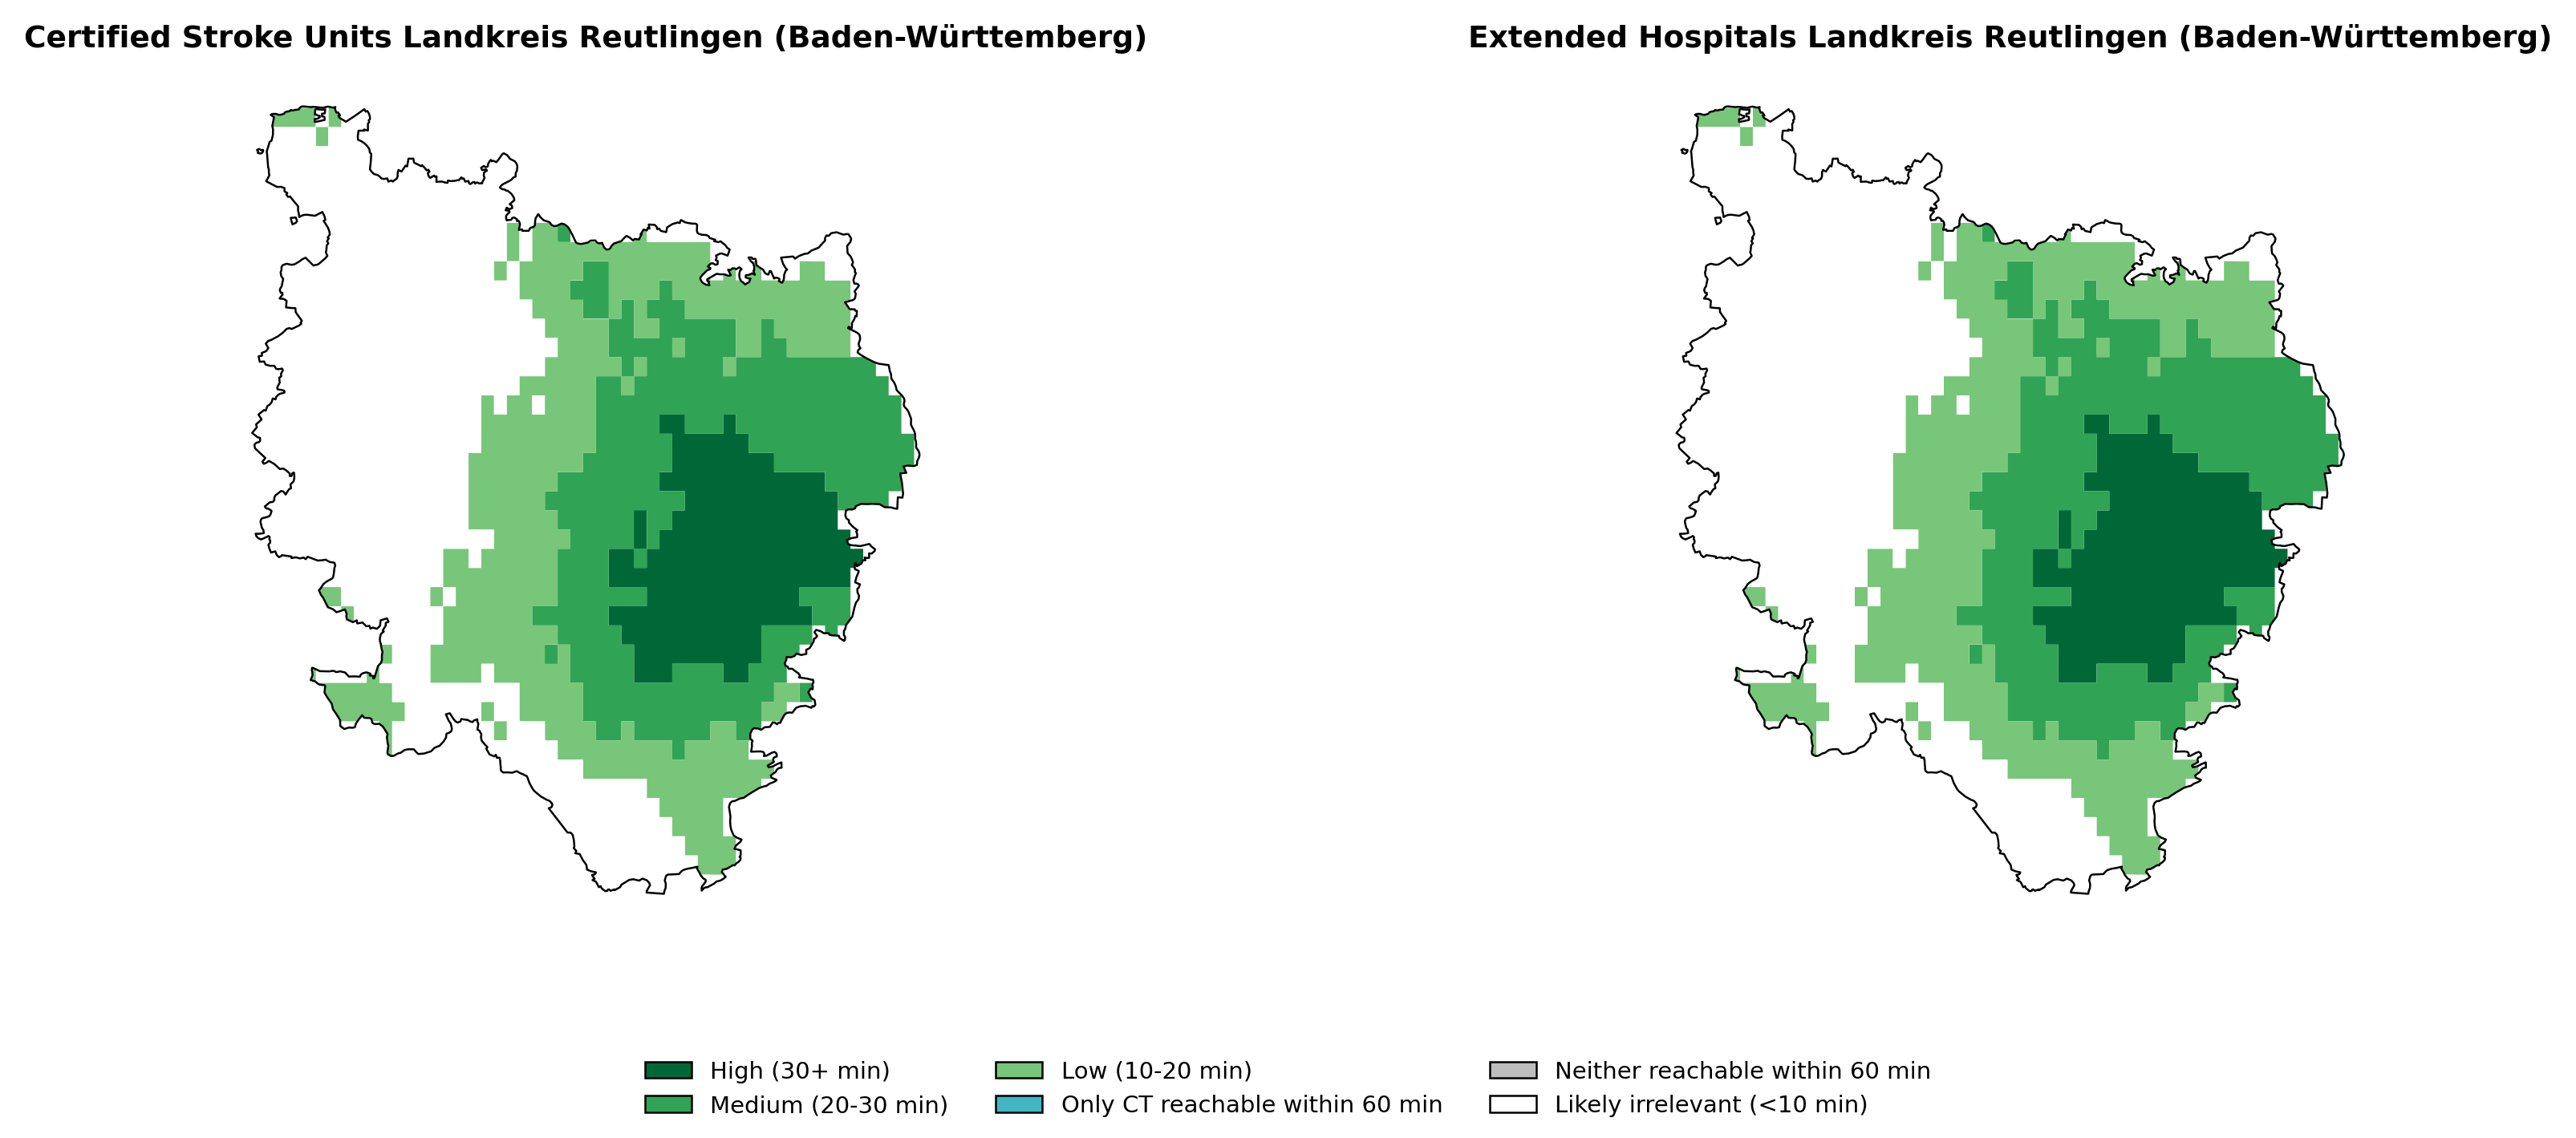 Certified Stroke Units Landkreis Reutlingen (Baden-Württemberg)
Extended Hospitals Landkreis Reutlingen (Baden-Württemberg)
High (30+ min)
Medium (20-30 min)
Low (10-20 min)
Only CT reachable within 60 min
Neither reachable within 60 min
Likely irrelevant (<10 min)